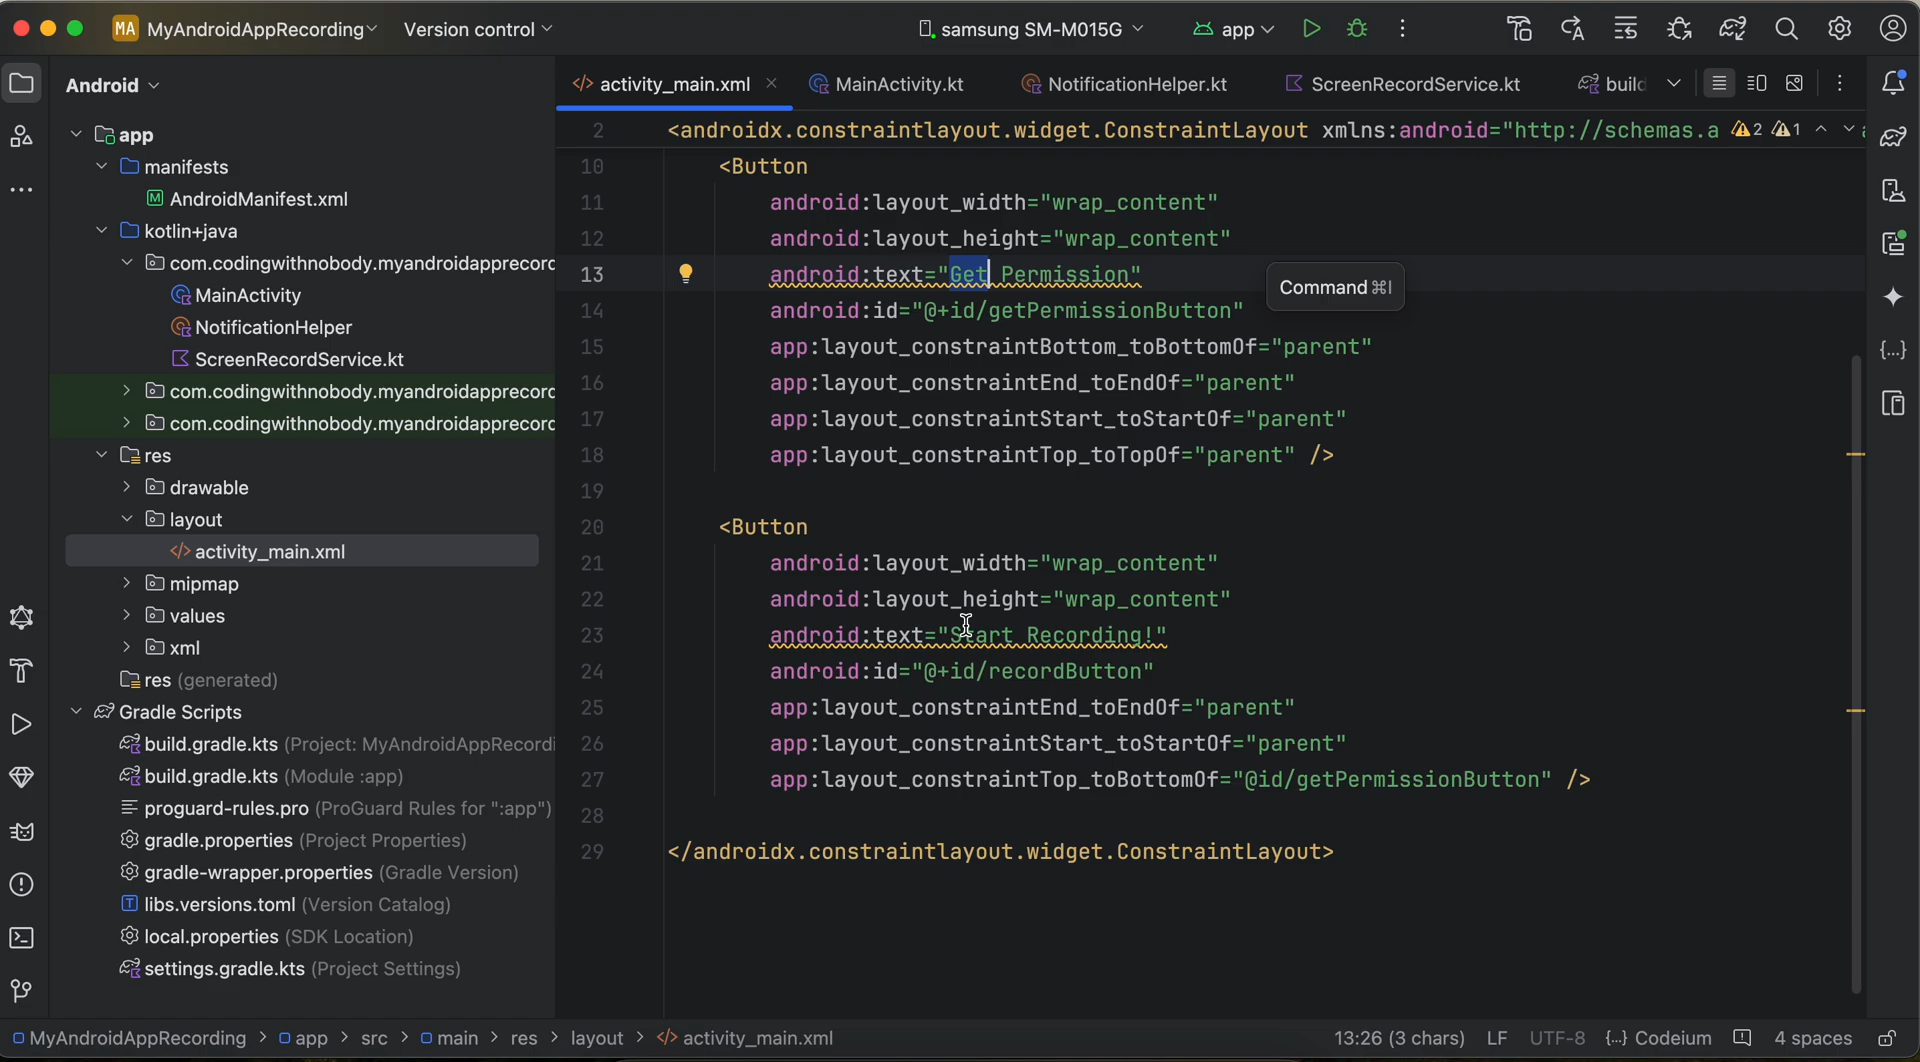 MA MyAndroidAppRecording Version control samsung SM-M015G app
Android
activity_main.xml MainActivity.kt NotificationHelper.kt ScreenRecordService.kt build
app
manifests
AndroidManifest.xml
kotlin+java
com.codingwithnobody.myandroidapprecord
MainActivity
NotificationHelper
ScreenRecordService.kt
com.codingwithnobody.myandroidapprecord
com.codingwithnobody.myandroidapprecord
res
drawable
layout
activity_main.xml
mipmap
values
xml
res (generated)
Gradle Scripts
build.gradle.kts (Project: MyAndroidAppRecordi
build.gradle.kts (Module :app)
proguard-rules.pro (ProGuard Rules for ":app")
gradle.properties (Project Properties)
gradle-wrapper.properties (Gradle Version)
libs.versions.toml (Version Catalog)
local.properties (SDK Location)
settings.gradle.kts (Project Settings)
2 <androidx.constraintlayout.widget.ConstraintLayout xmlns:android="http://schemas.a 2 1
10 <Button
11 android:layout_width="wrap_content"
12 android:layout_height="wrap_content"
13 android:text="Get Permission"
Command ⌘I
14 android:id="@+id/getPermissionButton"
15 app:layout_constraintBottom_toBottomOf="parent"
16 app:layout_constraintEnd_toEndOf="parent"
17 app:layout_constraintStart_toStartOf="parent"
18 app:layout_constraintTop_toTopOf="parent" />
19
20 <Button
21 android:layout_width="wrap_content"
22 android:layout_height="wrap_content"
23 android:text="Start Recording!"
24 android:id="@+id/recordButton"
25 app:layout_constraintEnd_toEndOf="parent"
26 app:layout_constraintStart_toStartOf="parent"
27 app:layout_constraintTop_toBottomOf="@id/getPermissionButton" />
28
29 </androidx.constraintlayout.widget.ConstraintLayout>
MyAndroidAppRecording > app > src > main > res > layout > activity_main.xml 13:26 (3 chars) LF UTF-8 {...} Codeium 4 spaces